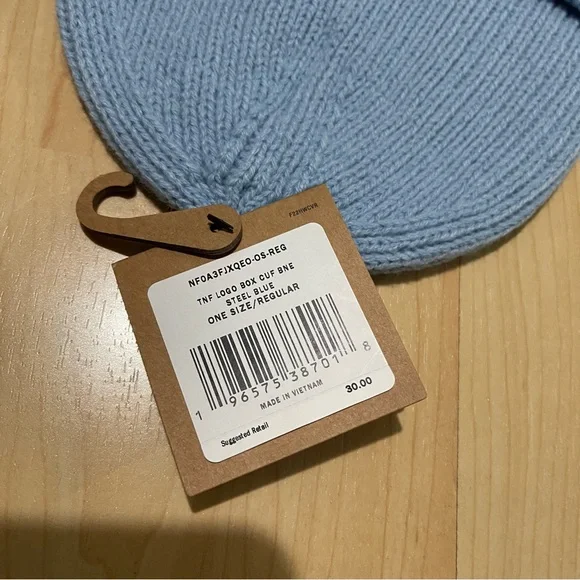 F23HWCVR
NF0A3FJXQEO-OS-REG
TNF LOGO BOX CUF BNE
STEEL BLUE
ONE SIZE/REGULAR
1 96575 38701 8
MADE IN VIETNAM
30.00
Suggested Retail